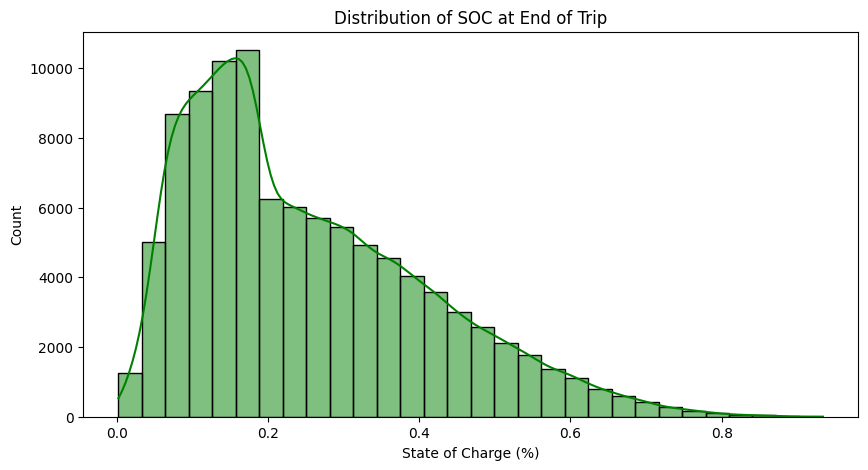 Distribution of SOC at End of Trip
10000
8000
6000
4000
2000
0
Count
0.0 0.2 0.4 0.6 0.8
State of Charge (%)